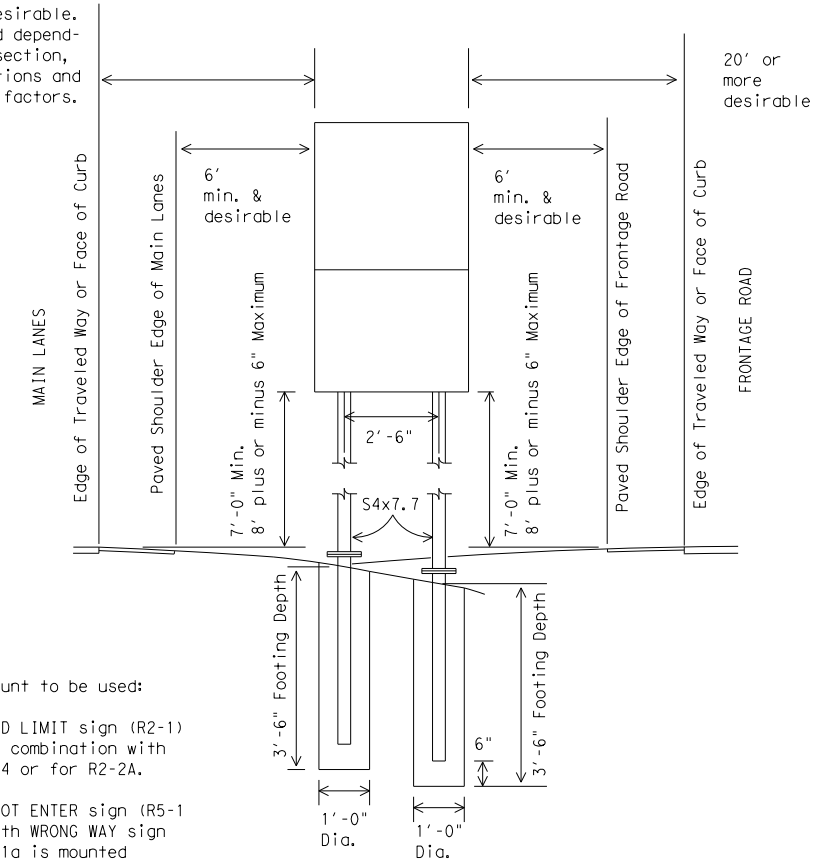 esirable.
d depend-
section,
tions and
factors.
20' or
more
desirable
6'
min. &
desirable
6'
min. &
desirable
MAIN LANES
Edge of Traveled Way or Face of Curb
Paved Shoulder Edge of Main Lanes
7'-0" Min.
8' plus or minus 6" Maximum
7'-0" Min.
8' plus or minus 6" Maximum
Paved Shoulder Edge of Frontage Road
Edge of Traveled Way or Face of Curb
FRONTAGE ROAD
2'-6"
S4x7.7
3'-6" Footing Depth
3'-6" Footing Depth
6"
1'-0"
Dia.
1'-0"
Dia.
unt to be used:
D LIMIT sign (R2-1)
combination with
4 or for R2-2A.
OT ENTER sign (R5-1
th WRONG WAY sign
1a is mounted